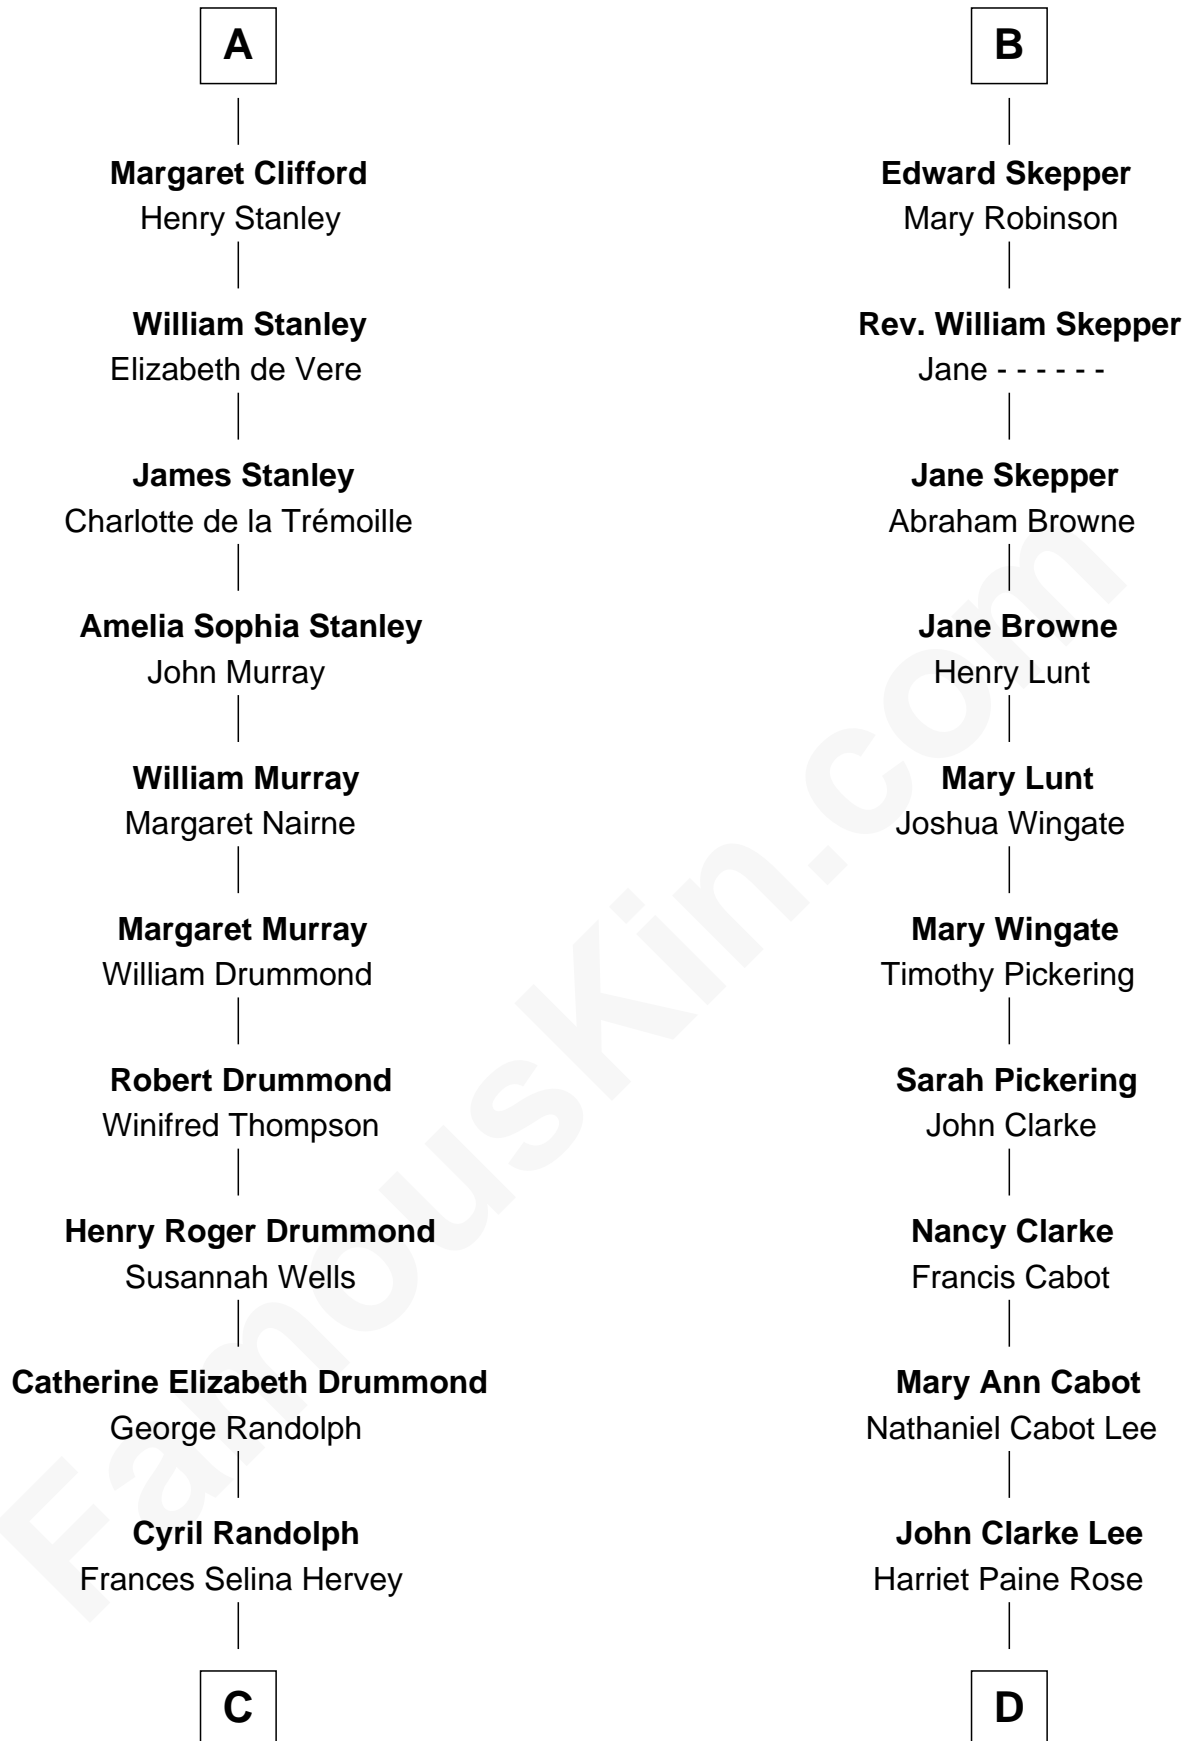 A
Margaret Clifford
Henry Stanley
William Stanley
Elizabeth de Vere
James Stanley
Charlotte de la Trémoille
Amelia Sophia Stanley
John Murray
William Murray
Margaret Nairne
Margaret Murray
William Drummond
Robert Drummond
Winifred Thompson
Henry Roger Drummond
Susannah Wells
Catherine Elizabeth Drummond
George Randolph
Cyril Randolph
Frances Selina Hervey
C
B
Edward Skepper
Mary Robinson
Rev. William Skepper
Jane - - - - - -
Jane Skepper
Abraham Browne
Jane Browne
Henry Lunt
Mary Lunt
Joshua Wingate
Mary Wingate
Timothy Pickering
Sarah Pickering
John Clarke
Nancy Clarke
Francis Cabot
Mary Ann Cabot
Nathaniel Cabot Lee
John Clarke Lee
Harriet Paine Rose
D
FamousKin.com